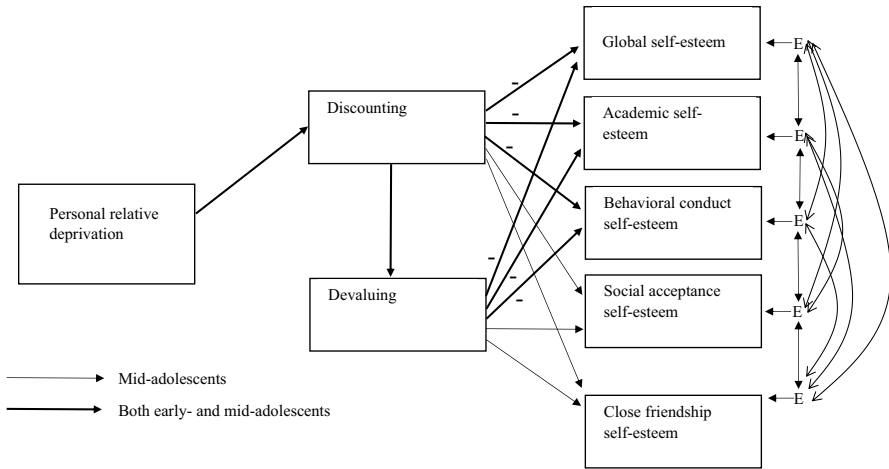 Global self-esteem
E
-
Discounting
-
Academic self-
esteem
E
-
Personal relative
deprivation
Behavioral conduct
self-esteem
E
-
Devaluing
-
-
Social acceptance
self-esteem
E
Mid-adolescents
Both early- and mid-adolescents
Close friendship
self-esteem
E